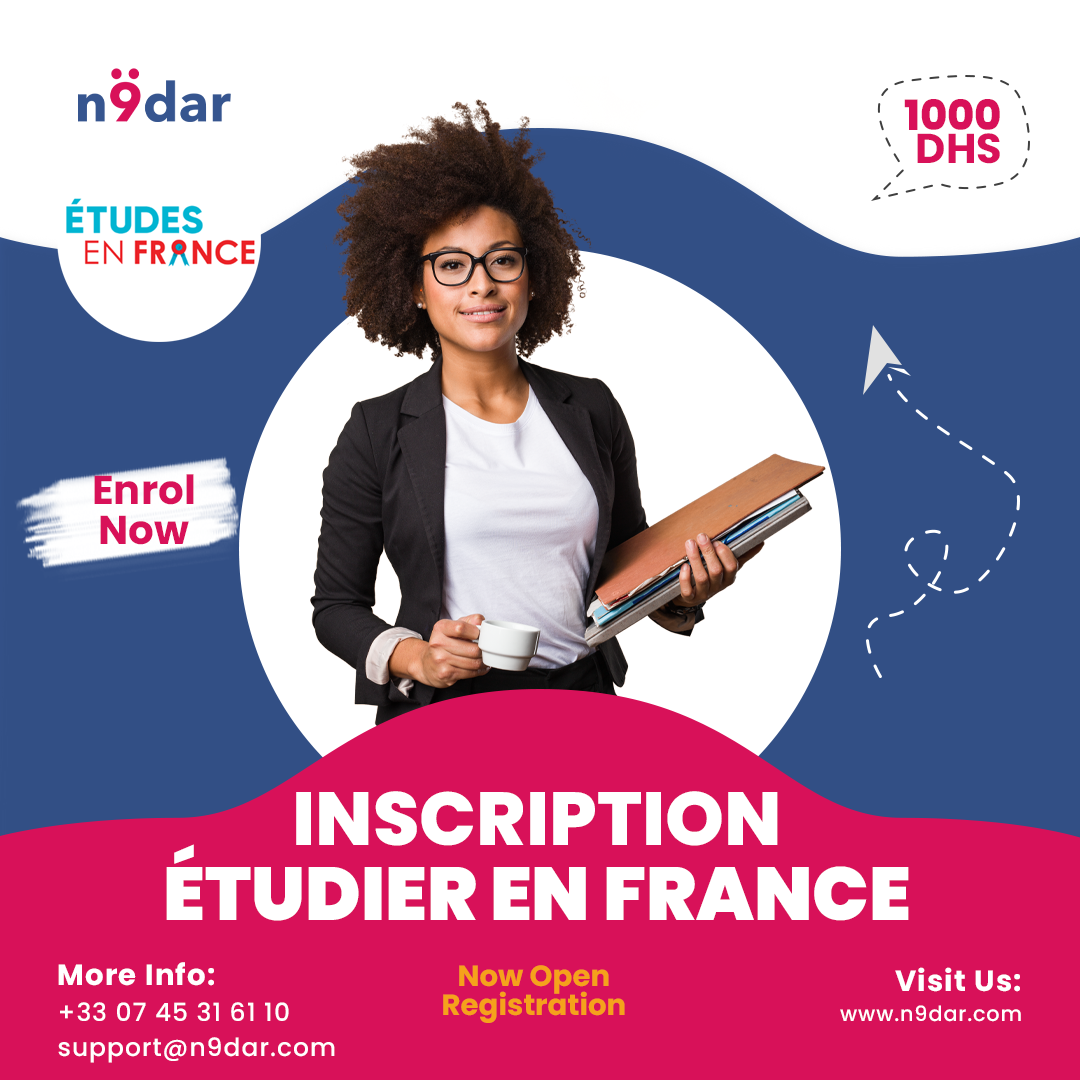 n9dar
1000
DHS
ÉTUDES
EN FRANCE
Enrol
Now
INSCRIPTION
ÉTUDIER EN FRANCE
More Info:
+33 07 45 31 61 10
support@n9dar.com
Now Open
Registration
Visit Us:
www.n9dar.com